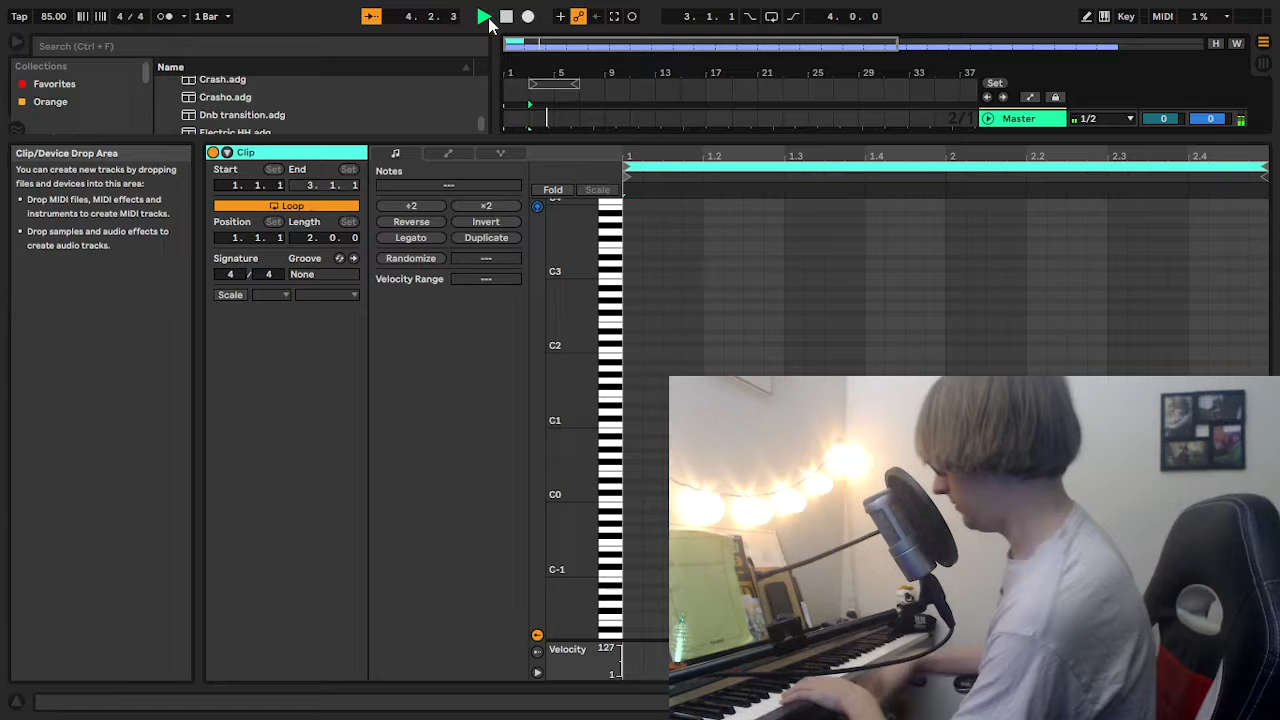 Tap 85.00 4 / 4 1 Bar 4. 2. 3 3. 1. 1 4. 0. 0 Key MIDI 1 %
Search (Ctrl + F)
H W
Collections
Name
Favorites
Orange
Crash.adg
Crasho.adg
Dnb transition.adg
Electric HH.adg
1 5 9 13 17 21 25 29 33 37
Set
2/1
Master
1/2
0 0
Clip/Device Drop Area
You can create new tracks by dropping
files and devices into this area:
Drop MIDI files, MIDI effects and
instruments to create MIDI tracks.
Drop samples and audio effects to
create audio tracks.
Clip
Start Set End Set
1. 1. 1 3. 1. 1
Loop
Position Set Length Set
1. 1. 1 2. 0. 0
Signature Groove
4 / 4 None
Scale
Notes
---
÷2 ×2
Reverse Invert
Legato Duplicate
Randomize ---
Velocity Range ---
Fold Scale
1 1.2 1.3 1.4 2 2.2 2.3 2.4
C4
C3
C2
C1
C0
C-1
Velocity 127
1